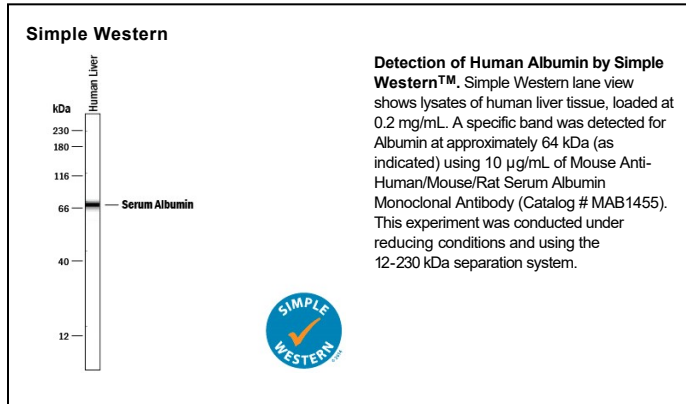 Simple Western
Human Liver
kDa
230
180
116
66
40
12
Serum Albumin
SIMPLE
WESTERN
Detection of Human Albumin by Simple
Western™. Simple Western lane view
shows lysates of human liver tissue, loaded at
0.2 mg/mL. A specific band was detected for
Albumin at approximately 64 kDa (as
indicated) using 10 µg/mL of Mouse Anti-
Human/Mouse/Rat Serum Albumin
Monoclonal Antibody (Catalog # MAB1455).
This experiment was conducted under
reducing conditions and using the
12-230 kDa separation system.